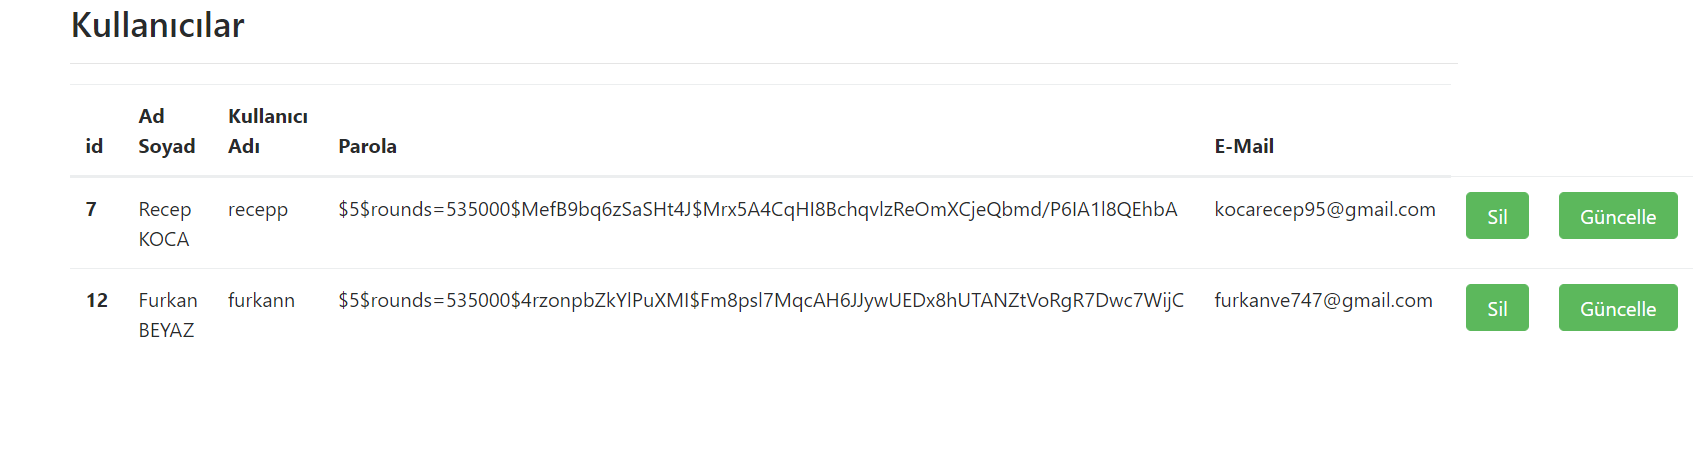 Kullanıcılar
id Ad Soyad Kullanıcı Adı Parola E-Mail
7 Recep KOCA recepp $5$rounds=535000$MefB9bq6zSaSHt4J$Mrx5A4CqHI8BchqvlzReOmXCjeQbmd/P6IA1l8QEhbA kocarecep95@gmail.com Sil Güncelle
12 Furkan BEYAZ furkann $5$rounds=535000$4rzonpbZkYlPuXMI$Fm8psl7MqcAH6JJywUEDx8hUTANZtVoRgR7Dwc7WijC furkanve747@gmail.com Sil Güncelle